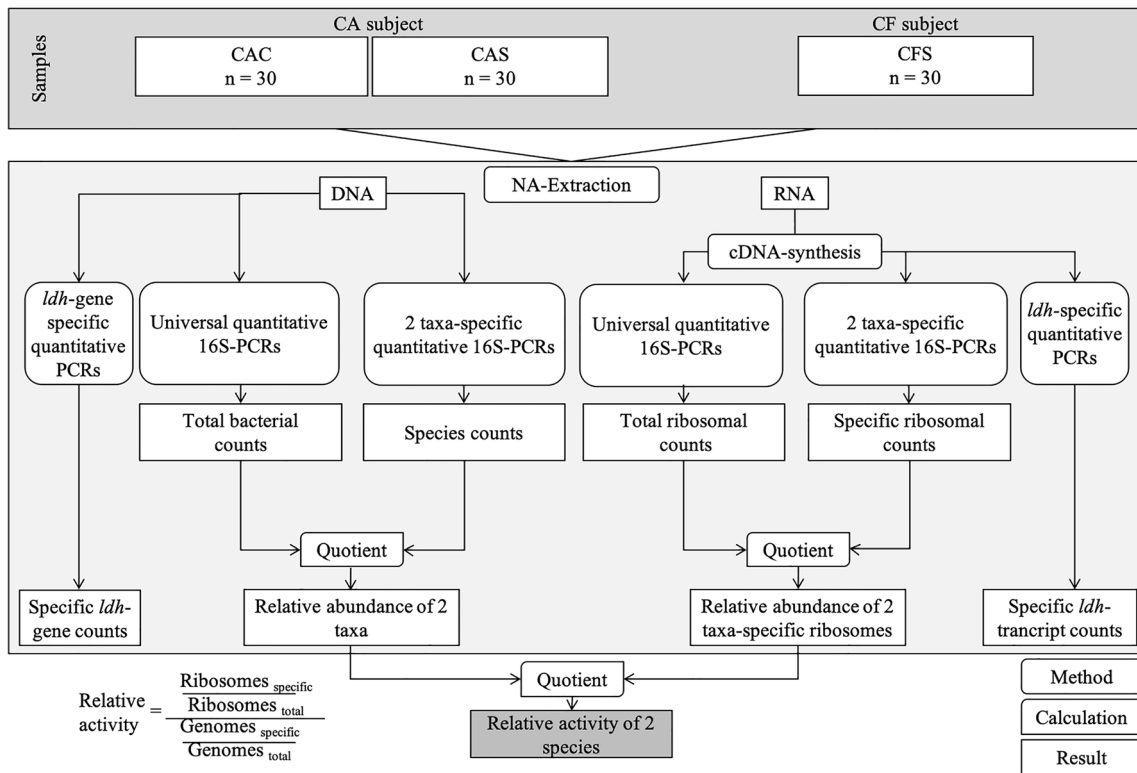 CA subject
CF subject
Samples
CAC
n = 30
CAS
n = 30
CFS
n = 30
NA-Extraction
DNA
RNA
cDNA-synthesis
ldh-gene
specific
quantitative
PCRs
Universal quantitative
16S-PCRs
2 taxa-specific
quantitative 16S-PCRs
Universal quantitative
16S-PCRs
2 taxa-specific
quantitative 16S-PCRs
ldh-specific
quantitative
PCRs
Total bacterial
counts
Species counts
Total ribosomal
counts
Specific ribosomal
counts
Quotient
Quotient
Specific ldh-
gene counts
Relative abundance of 2
taxa
Relative abundance of 2
taxa-specific ribosomes
Specific ldh-
trancript counts
Quotient
Relative activity of 2
species
Relative
activity
=
Ribosomes specific
Ribosomes total
Genomes specific
Genomes total
Method
Calculation
Result